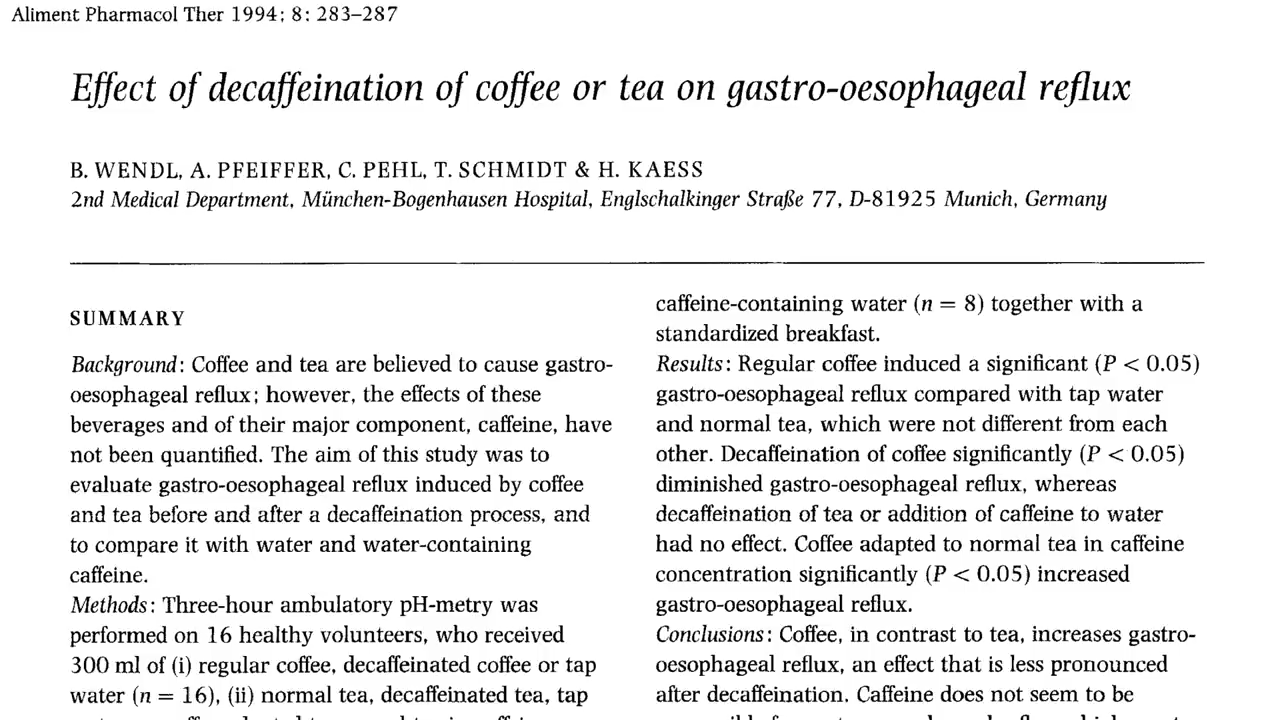 Aliment Pharmacol Ther 1994; 8: 283–287
Effect of decaffeination of coffee or tea on gastro-oesophageal reflux
B. WENDL, A. PFEIFFER, C. PEHL, T. SCHMIDT & H. KAESS
2nd Medical Department, München-Bogenhausen Hospital, Englschalkinger Straße 77, D-81925 Munich, Germany
SUMMARY
Background: Coffee and tea are believed to cause gastro-
oesophageal reflux; however, the effects of these
beverages and of their major component, caffeine, have
not been quantified. The aim of this study was to
evaluate gastro-oesophageal reflux induced by coffee
and tea before and after a decaffeination process, and
to compare it with water and water-containing
caffeine.
Methods: Three-hour ambulatory pH-metry was
performed on 16 healthy volunteers, who received
300 ml of (i) regular coffee, decaffeinated coffee or tap
water (n = 16), (ii) normal tea, decaffeinated tea, tap
caffeine-containing water (n = 8) together with a
standardized breakfast.
Results: Regular coffee induced a significant (P < 0.05)
gastro-oesophageal reflux compared with tap water
and normal tea, which were not different from each
other. Decaffeination of coffee significantly (P < 0.05)
diminished gastro-oesophageal reflux, whereas
decaffeination of tea or addition of caffeine to water
had no effect. Coffee adapted to normal tea in caffeine
concentration significantly (P < 0.05) increased
gastro-oesophageal reflux.
Conclusions: Coffee, in contrast to tea, increases gastro-
oesophageal reflux, an effect that is less pronounced
after decaffeination. Caffeine does not seem to be